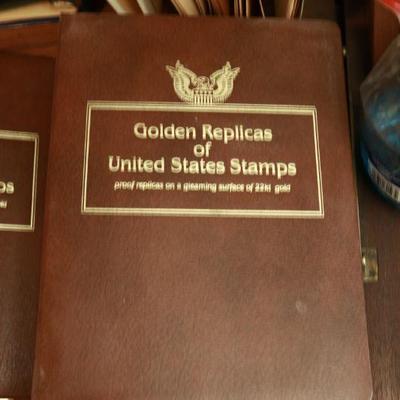 Golden Replicas
of
United States Stamps
proof replicas on a gleaming surface of 22kt gold